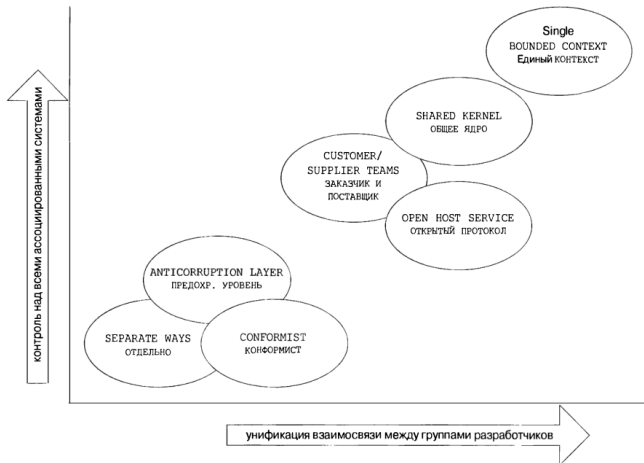 Single
BOUNDED CONTEXT
Единый КОНТЕКСТ
SHARED KERNEL
ОБЩЕЕ ЯДРО
CUSTOMER/
SUPPLIER TEAMS
ЗАКАЗЧИК И
ПОСТАВЩИК
OPEN HOST SERVICE
ОТКРЫТЫЙ ПРОТОКОЛ
ANTICORRUPTION LAYER
ПРЕДОХР. УРОВЕНЬ
SEPARATE WAYS
ОТДЕЛЬНО
CONFORMIST
КОНФОРМИСТ
контроль над всеми ассоциированными системами
унификация взаимосвязи между группами разработчиков